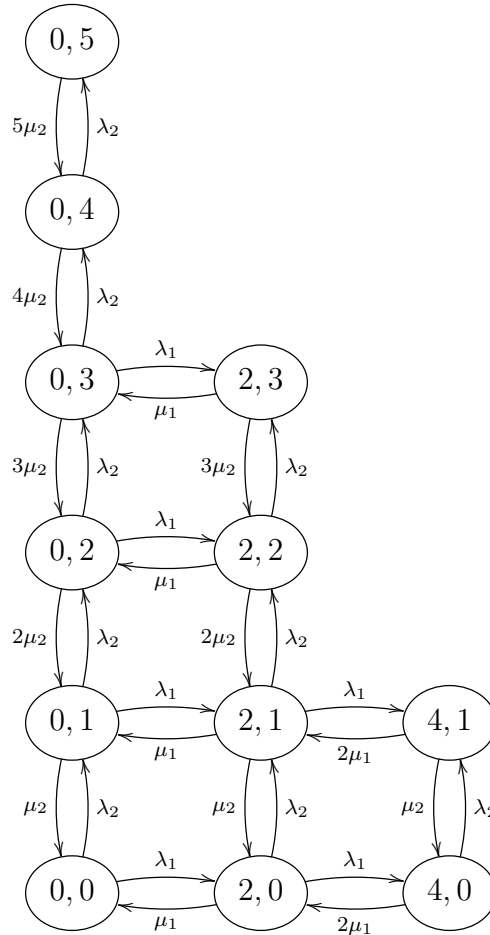 0, 5
5μ₂ λ₂
0, 4
4μ₂ λ₂
0, 3 λ₁ μ₁ 2, 3
3μ₂ λ₂ 3μ₂ λ₂
0, 2 λ₁ μ₁ 2, 2
2μ₂ λ₂ 2μ₂ λ₂
0, 1 λ₁ μ₁ 2, 1 λ₁ 2μ₁ 4, 1
μ₂ λ₂ μ₂ λ₂ μ₂ λ₂
0, 0 λ₁ μ₁ 2, 0 λ₁ 2μ₁ 4, 0